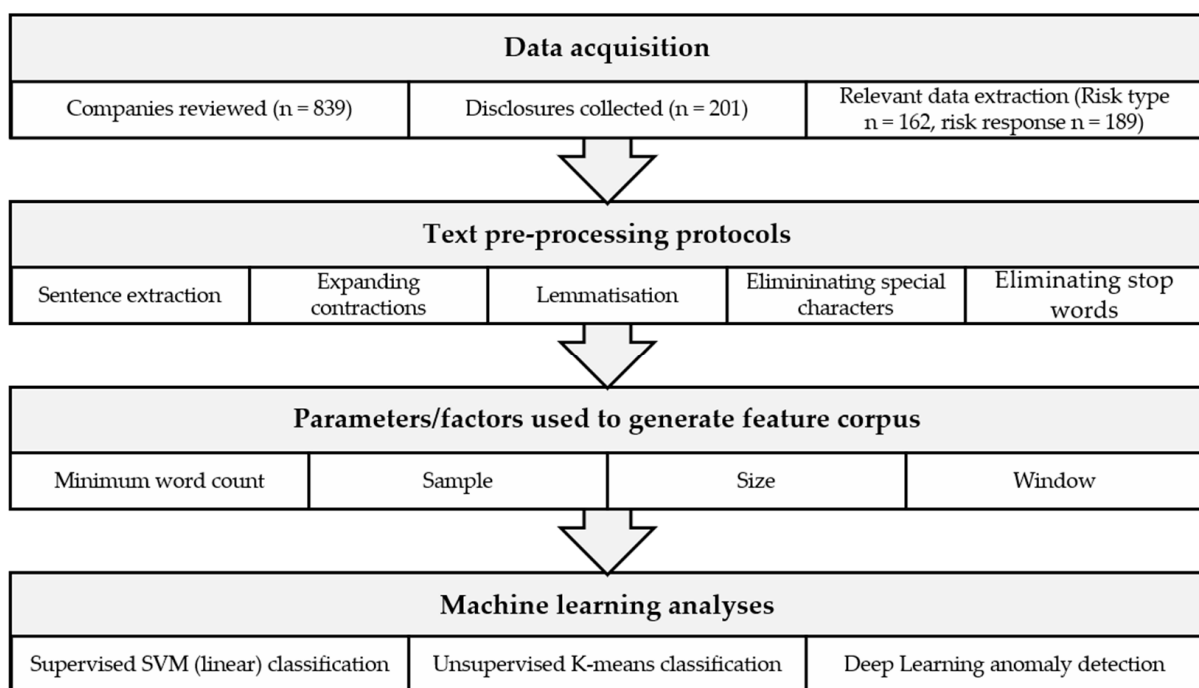 Data acquisition
Companies reviewed (n = 839)
Disclosures collected (n = 201)
Relevant data extraction (Risk type
n = 162, risk response n = 189)
Text pre-processing protocols
Sentence extraction
Expanding
contractions
Lemmatisation
Elimininating special
characters
Eliminating stop
words
Parameters/factors used to generate feature corpus
Minimum word count
Sample
Size
Window
Machine learning analyses
Supervised SVM (linear) classification
Unsupervised K-means classification
Deep Learning anomaly detection